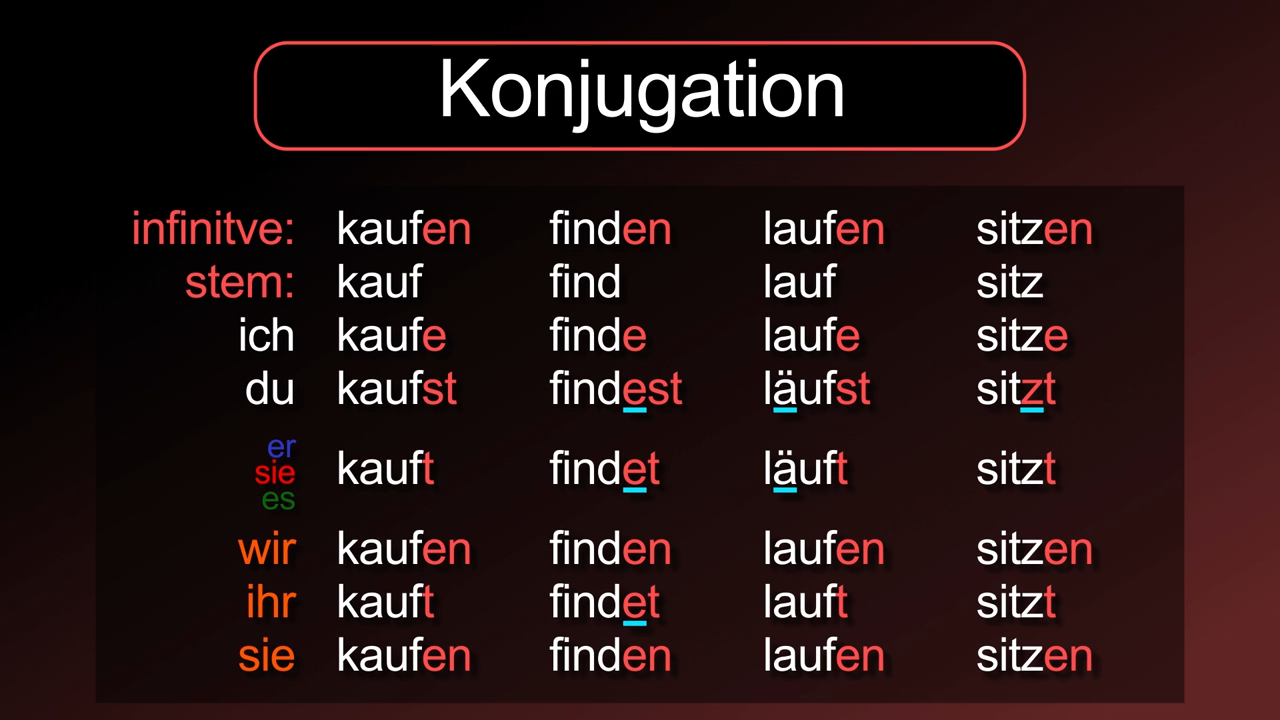 Konjugation
infinitve: kaufen finden laufen sitzen
stem: kauf find lauf sitz
ich kaufe finde laufe sitze
du kaufst findest läufst sitzt
er
sie kauft findet läuft sitzt
es
wir kaufen finden laufen sitzen
ihr kauft findet lauft sitzt
sie kaufen finden laufen sitzen